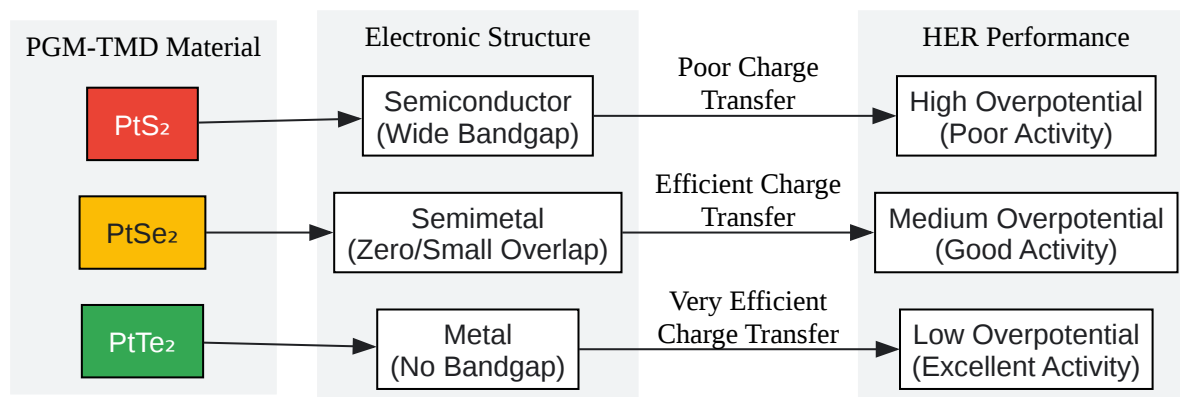 PGM-TMD Material
Electronic Structure
HER Performance
PtS₂
Semiconductor
(Wide Bandgap)
Poor Charge
Transfer
High Overpotential
(Poor Activity)
PtSe₂
Semimetal
(Zero/Small Overlap)
Efficient Charge
Transfer
Medium Overpotential
(Good Activity)
PtTe₂
Metal
(No Bandgap)
Very Efficient
Charge Transfer
Low Overpotential
(Excellent Activity)